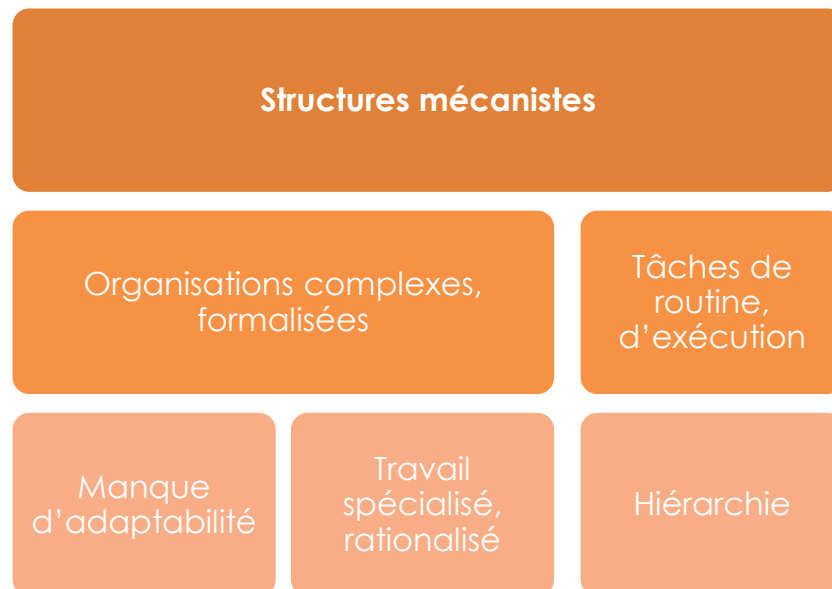 Structures mécanistes
Organisations complexes,
formalisées
Tâches de
routine,
d’exécution
Manque
d’adaptabilité
Travail
spécialisé,
rationalisé
Hiérarchie